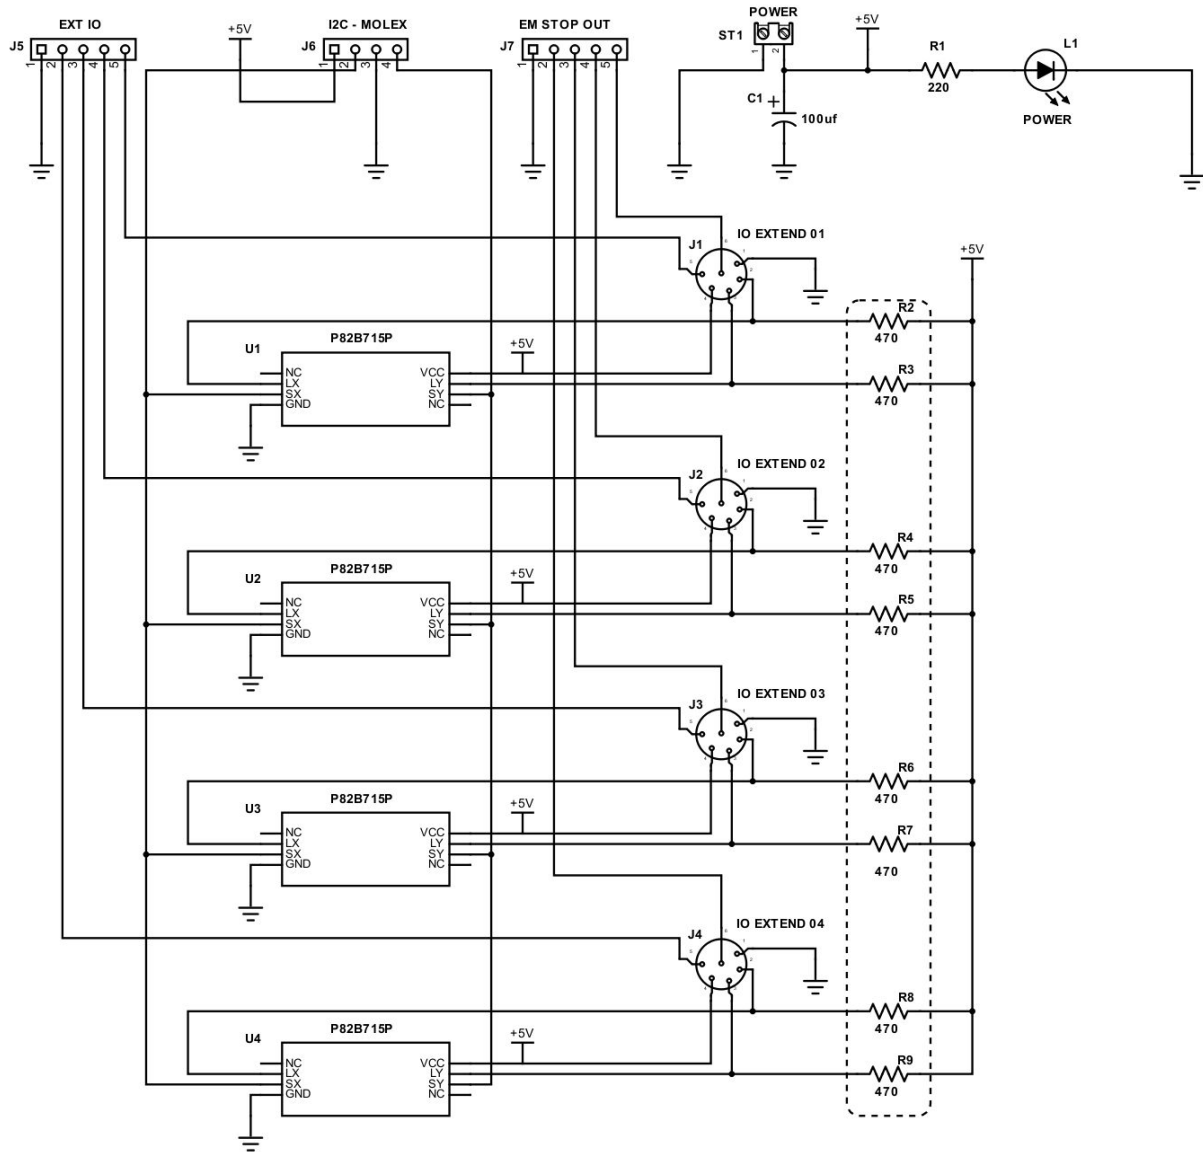 EXT IO
J5
1 2 3 4 5
+5V
I2C - MOLEX
J6
1 2 3 4
EM STOP OUT
J7
1 2 3 4 5
POWER
ST1
1 2
+5V
R1
220
L1
POWER
C1
+
100uf
J1
IO EXTEND 01
+5V
R2
470
U1
P82B715P
+5V
R3
470
NC
LX
SX
GND
VCC
LY
SY
NC
J2
IO EXTEND 02
R4
470
U2
P82B715P
+5V
R5
470
NC
LX
SX
GND
VCC
LY
SY
NC
J3
IO EXTEND 03
R6
470
U3
P82B715P
+5V
R7
470
NC
LX
SX
GND
VCC
LY
SY
NC
J4
IO EXTEND 04
R8
470
U4
P82B715P
+5V
R9
470
NC
LX
SX
GND
VCC
LY
SY
NC